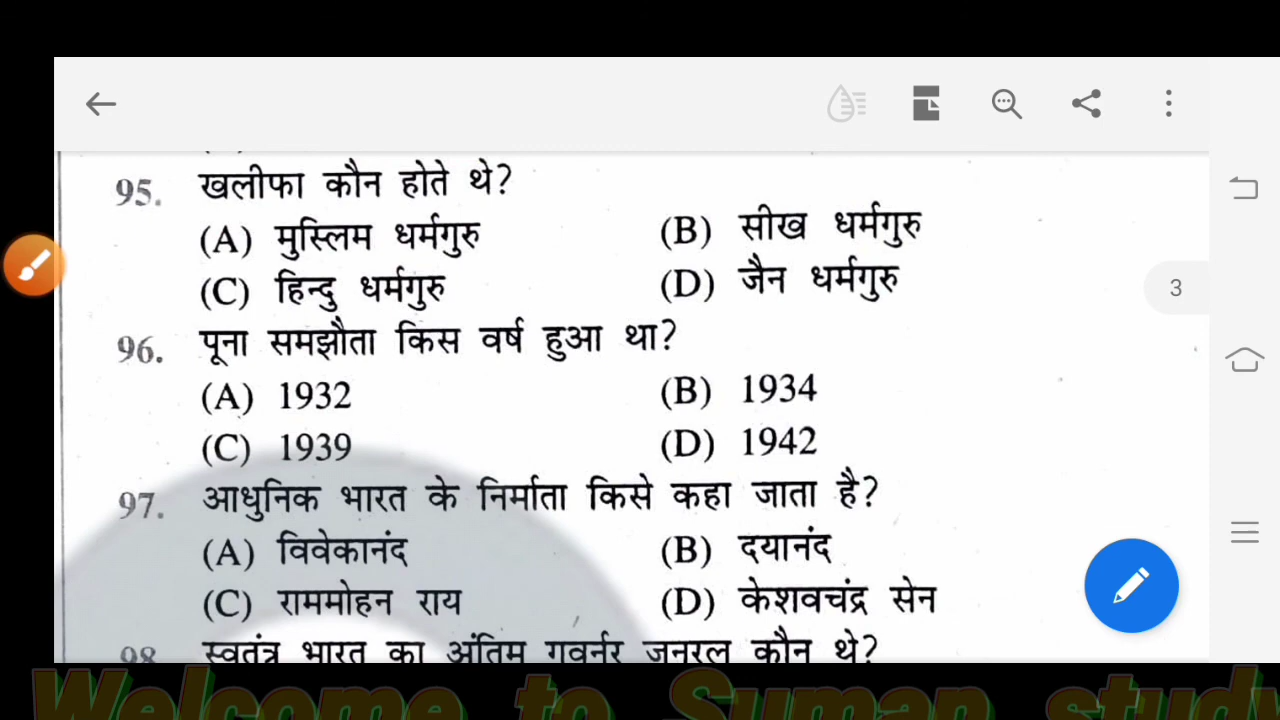 3
95. खलीफा कौन होते थे?
(A) मुस्लिम धर्मगुरु (B) सीख धर्मगुरु
(C) हिन्दु धर्मगुरु (D) जैन धर्मगुरु
96. पूना समझौता किस वर्ष हुआ था?
(A) 1932 (B) 1934
(C) 1939 (D) 1942
97. आधुनिक भारत के निर्माता किसे कहा जाता है?
(A) विवेकानंद (B) दयानंद
(C) राममोहन राय (D) केशवचंद्र सेन
98 स्वतंत्र भारत का अंतिम गवर्नर जनरल कौन थे?
Welcome to Suman study